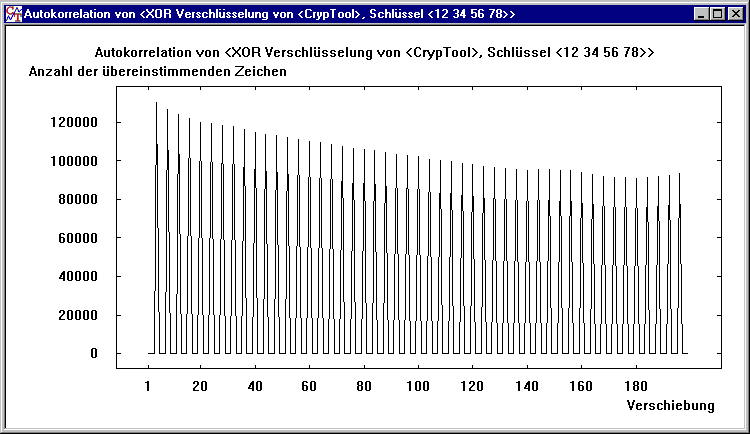 Autokorrelation von <XOR Verschlüsselung von <CrypTool>, Schlüssel <12 34 56 78>>
Autokorrelation von <XOR Verschlüsselung von <CrypTool>, Schlüssel <12 34 56 78>>
Anzahl der übereinstimmenden Zeichen
120000
100000
80000
60000
40000
20000
0
1 20 40 60 80 100 120 140 160 180
Verschiebung